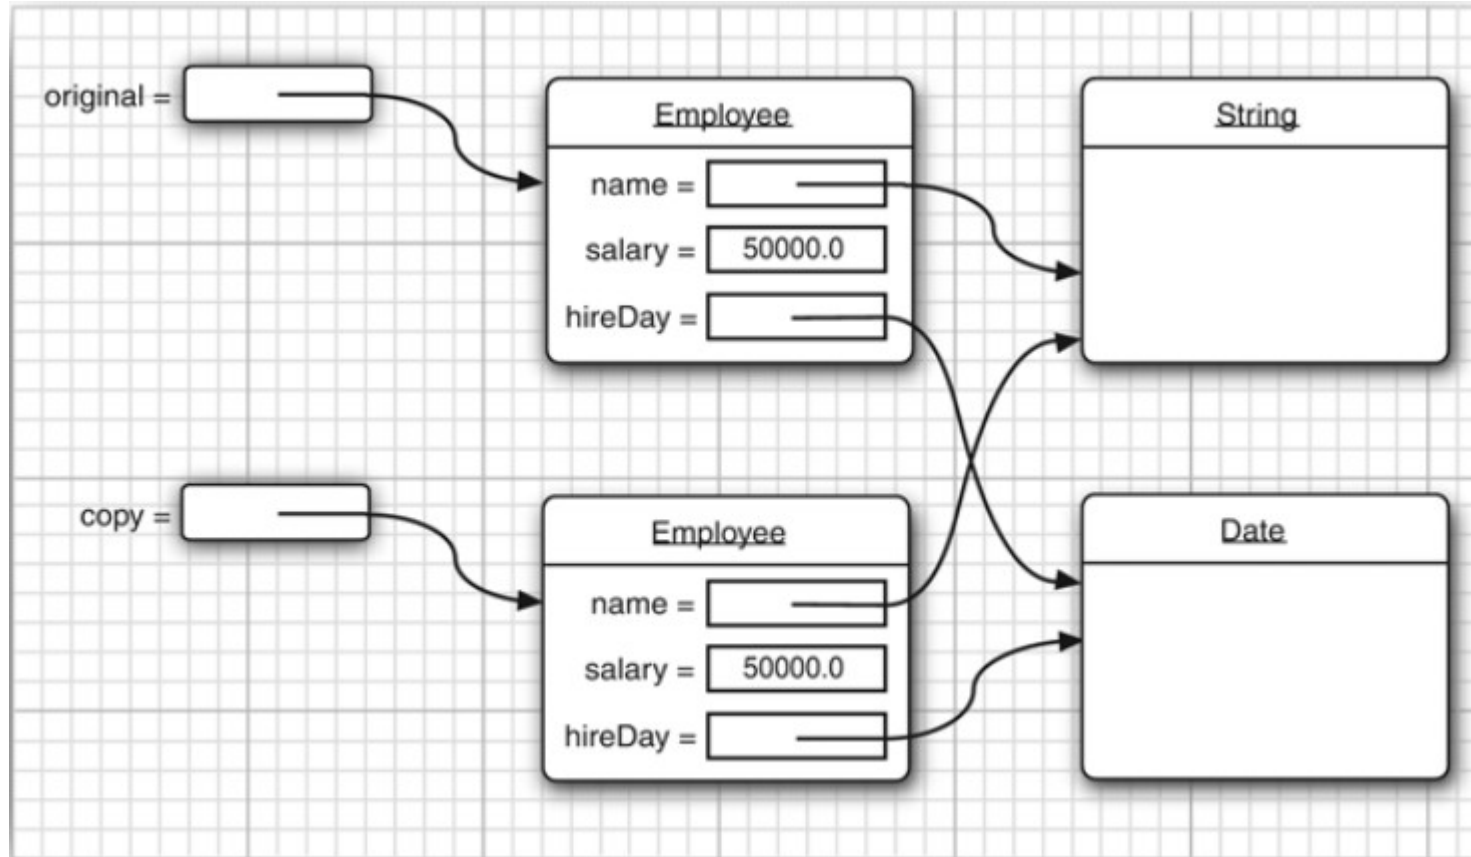 original =
Employee
name =
salary = 50000.0
hireDay =
String
copy =
Employee
name =
salary = 50000.0
hireDay =
Date